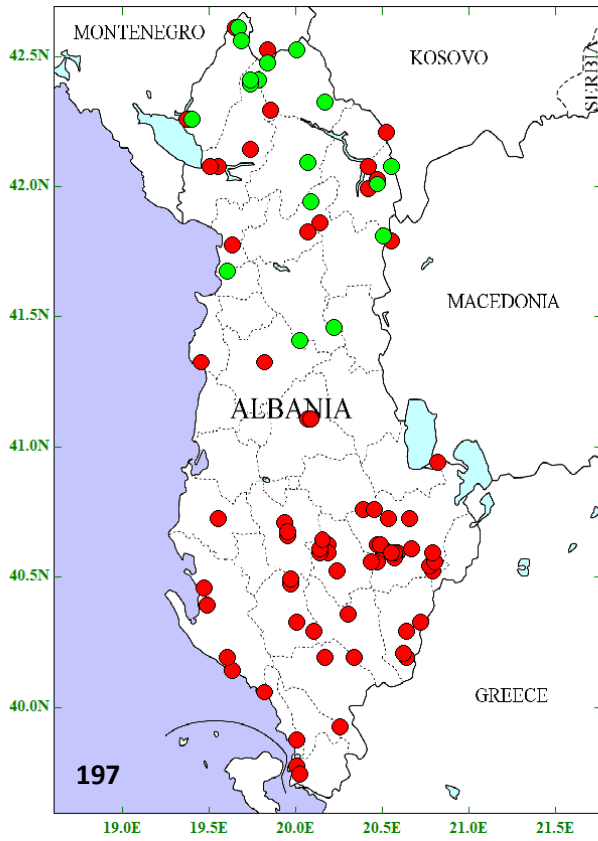 MONTENEGRO
42.5N
KOSOVO
SERBIA
42.0N
41.5N
MACEDONIA
ALBANIA
41.0N
40.5N
40.0N
GREECE
197
19.0E 19.5E 20.0E 20.5E 21.0E 21.5E